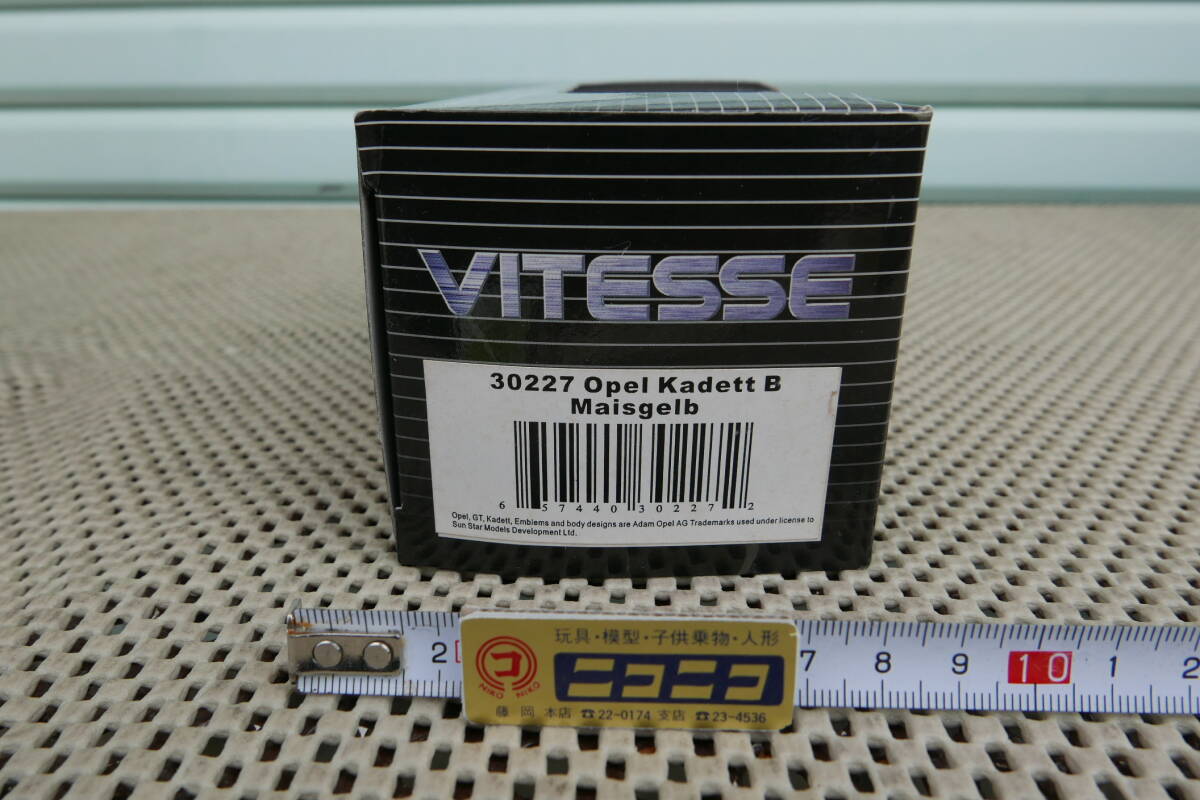 VITESSE
30227 Opel Kadett B
Maisgelb
6 57440 30227 2
Opel, GT, Kadett, Emblems and body designs are Adam Opel AG Trademarks used under license to
Sun Star Models Development Ltd.
玩具・模型・子供乗物・人形
コ ニコニコ
NIKO NIKO
藤岡 本店 ☎22-0174 支店 ☎23-4536
2 7 8 9 10 1 2